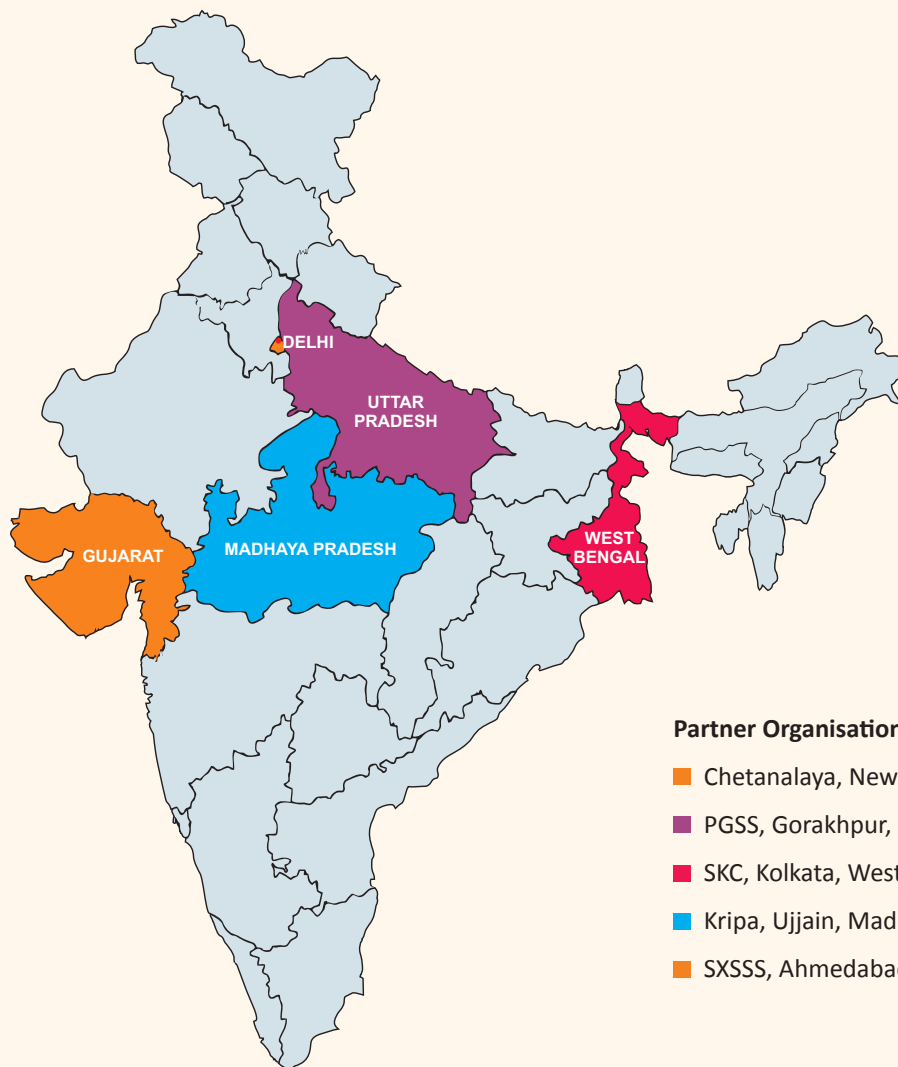 DELHI
UTTAR
PRADESH
WEST
BENGAL
GUJARAT
MADHAYA PRADESH
Partner Organisation
Chetanalaya, New
PGSS, Gorakhpur,
SKC, Kolkata, West
Kripa, Ujjain, Mad
SXSSS, Ahmedabad